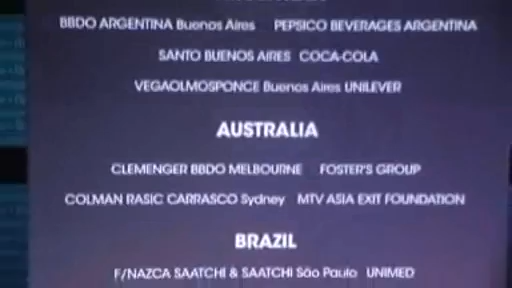 BBDO ARGENTINA Buenos Aires PEPSICO BEVERAGES ARGENTINA
SANTO BUENOS AIRES COCA-COLA
VEGAOLMOSPONCE Buenos Aires UNILEVER
AUSTRALIA
CLEMENGER BBDO MELBOURNE FOSTER'S GROUP
COLMAN RASIC CARRASCO Sydney MTV ASIA EXIT FOUNDATION
BRAZIL
F/NAZCA SAATCHI & SAATCHI São Paulo UNIMED